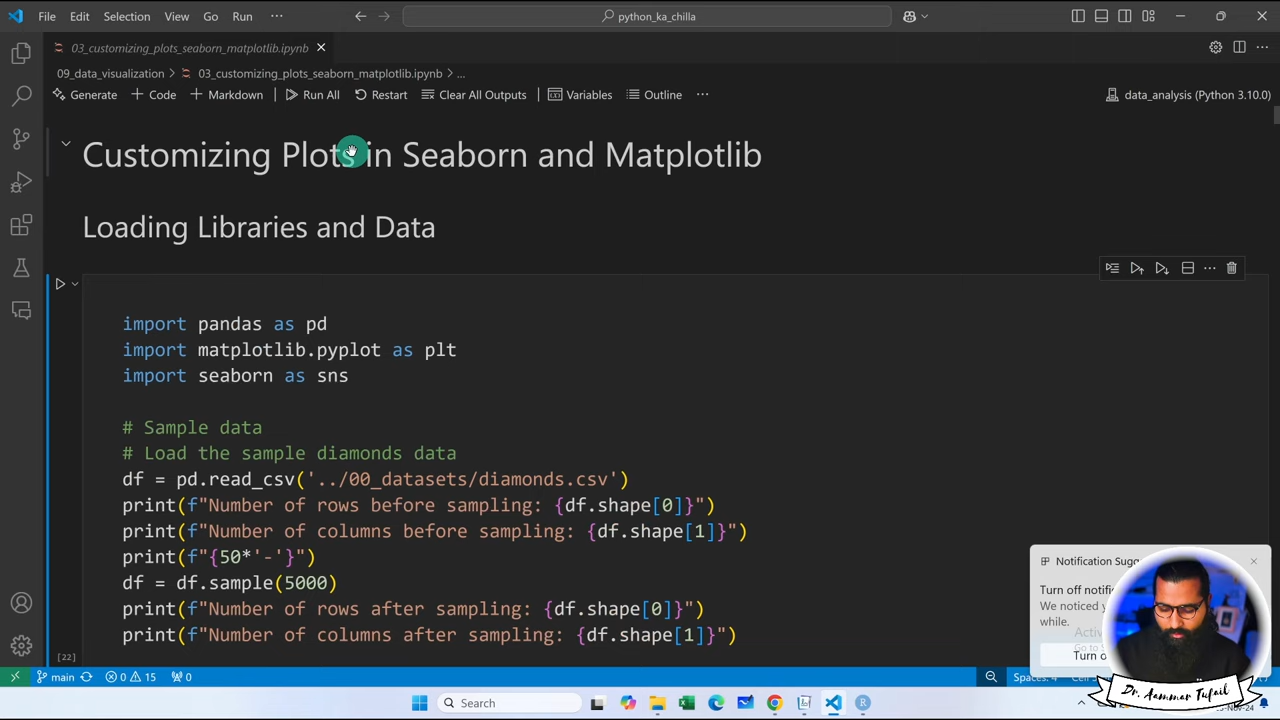 File Edit Selection View Go Run ··· python_ka_chilla
03_customizing_plots_seaborn_matplotlib.ipynb
09_data_visualization > 03_customizing_plots_seaborn_matplotlib.ipynb > ...
Generate + Code + Markdown Run All Restart Clear All Outputs Variables Outline ··· data_analysis (Python 3.10.0)
Customizing Plots in Seaborn and Matplotlib
Loading Libraries and Data
import pandas as pd
import matplotlib.pyplot as plt
import seaborn as sns
# Sample data
# Load the sample diamonds data
df = pd.read_csv('../00_datasets/diamonds.csv')
print(f"Number of rows before sampling: {df.shape[0]}")
print(f"Number of columns before sampling: {df.shape[1]}")
print(f"{50*'-'}")
df = df.sample(5000)
print(f"Number of rows after sampling: {df.shape[0]}")
print(f"Number of columns after sampling: {df.shape[1]}")
[22]
Notification
Turn off
We noticed
while.
Turn
Dr. Aammar Tufail
main 0 15 0 Spaces: 4
Search